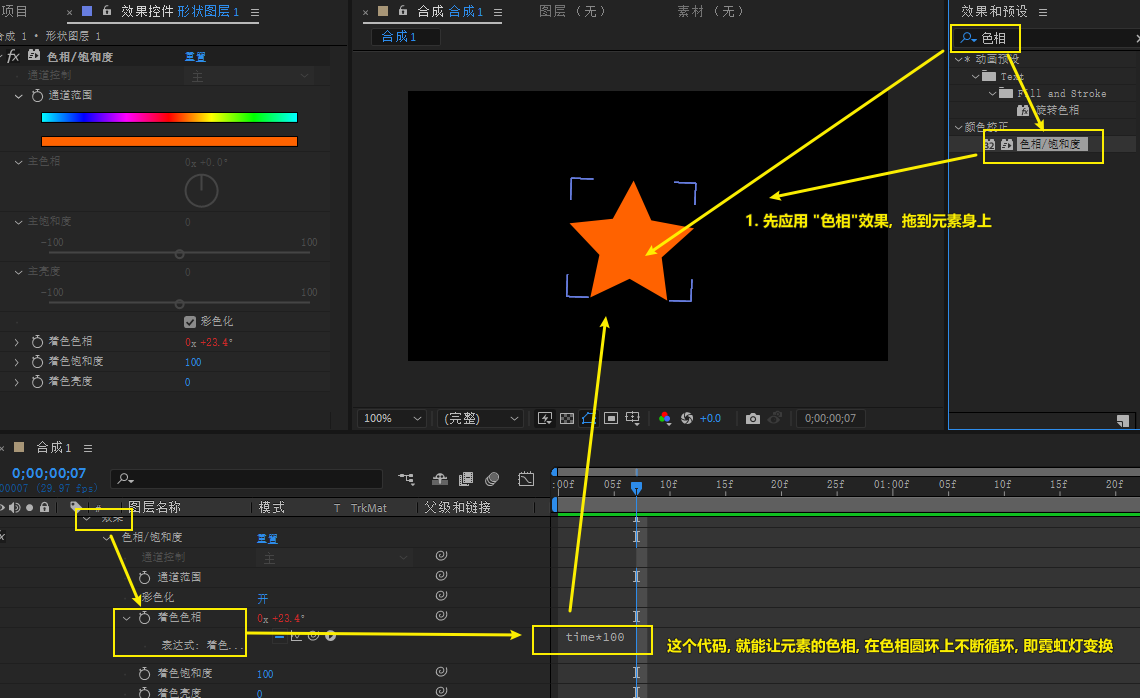 项目
× 效果控件 形状图层 1 ≡
合成 1 • 形状图层 1
fx 色相/饱和度 重置
通道控制 主
通道范围
主色相 0x +0.0°
主饱和度 0
-100 100
主亮度 0
-100 100
彩色化
着色色相 0x +23.4°
着色饱和度 100
着色亮度 0
× 合成 合成 1 ≡
图层 （无）
素材 （无）
合成 1
100% (完整) +0.0 0;00;00;07
效果和预设 ≡
色相
* 动画预设
Text
Fill and Stroke
旋转色相
颜色校正
32 色相/饱和度
1. 先应用 "色相"效果, 拖到元素身上
× 合成 1 ≡
0;00;00;07
00007 (29.97 fps)
:00f 05f 10f 15f 20f 25f 01:00f 05f 10f 15f 20f
# 图层名称 模式 T TrkMat 父级和链接
效果
色相/饱和度 重置
通道控制 主
通道范围
彩色化 开
着色色相 0x +23.4°
表达式: 着色...
time*100
这个代码, 就能让元素的色相, 在色相圆环上不断循环, 即霓虹灯变换
着色饱和度 100
着色亮度 0